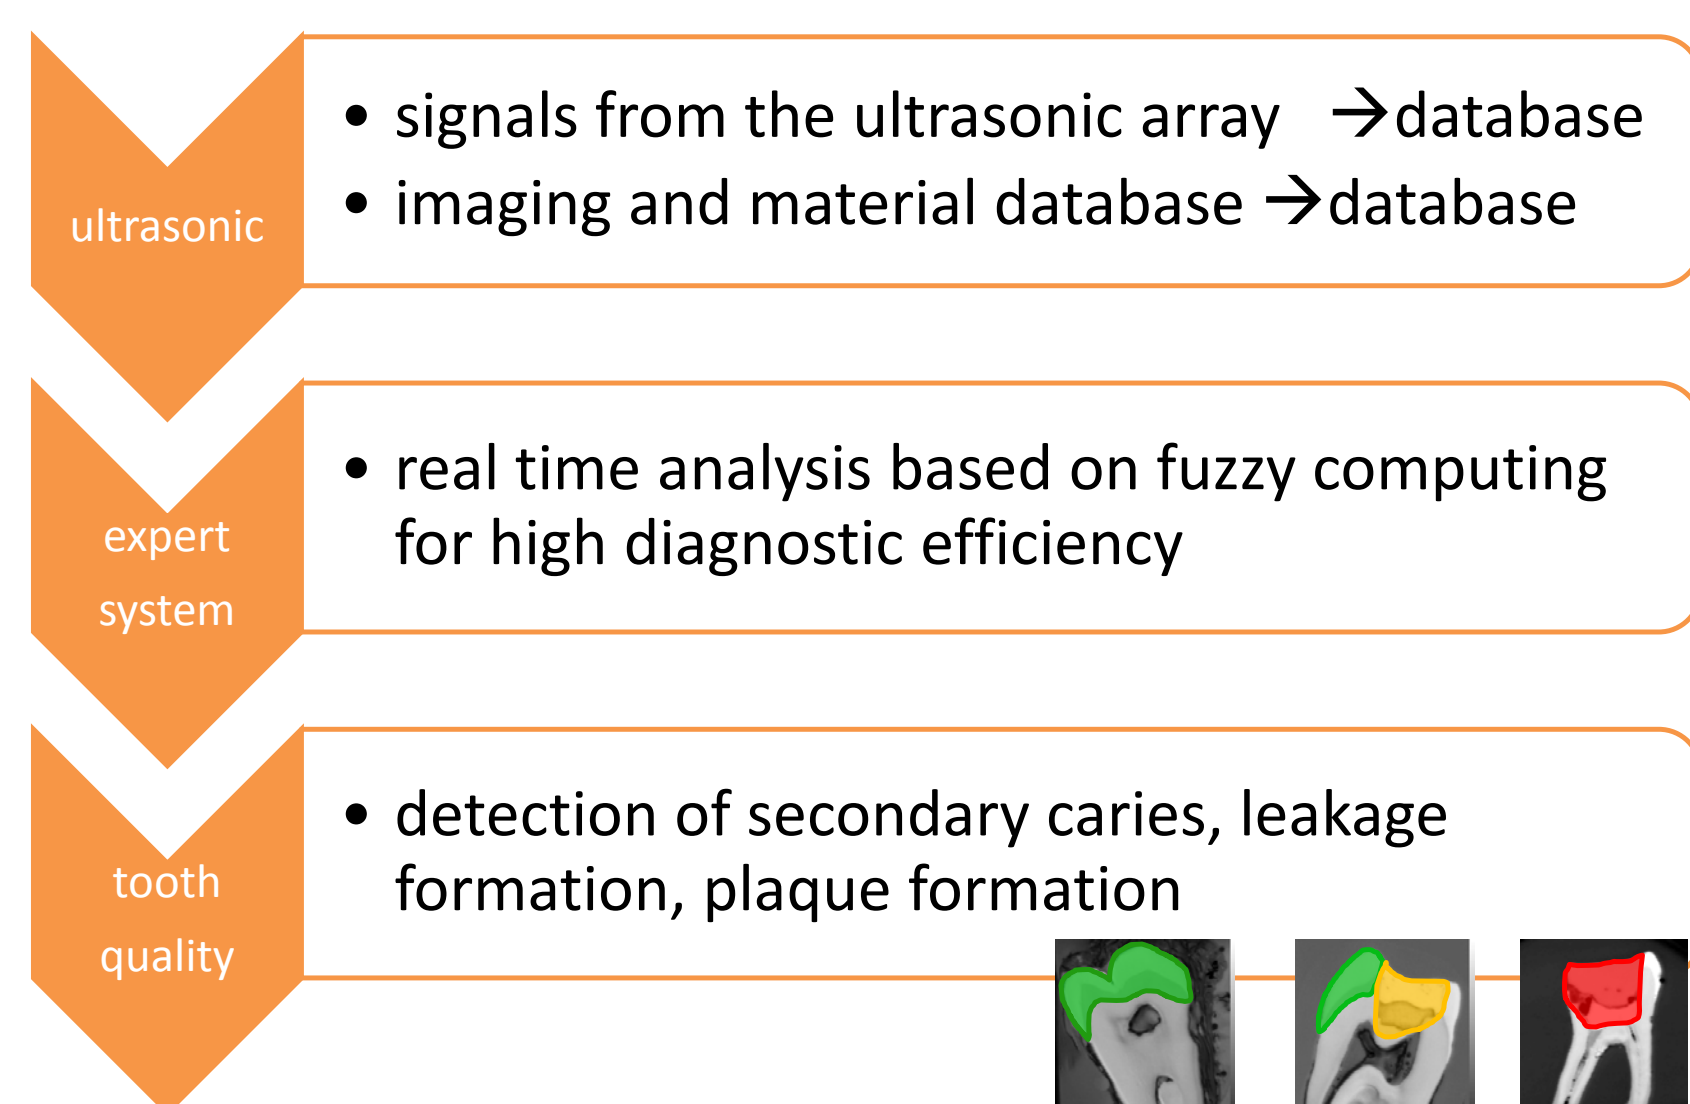 ultrasonic
• signals from the ultrasonic array →database
• imaging and material database →database
expert
system
• real time analysis based on fuzzy computing
for high diagnostic efficiency
tooth
quality
• detection of secondary caries, leakage
formation, plaque formation